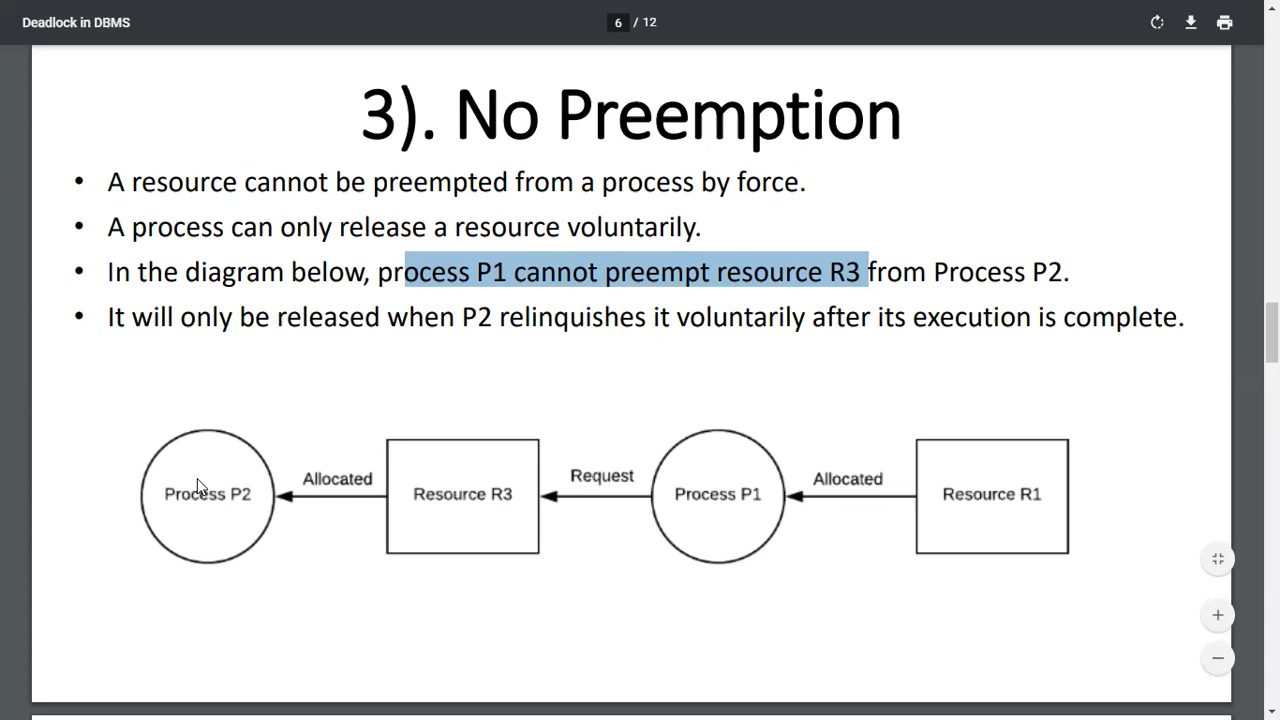 Deadlock in DBMS
6 / 12
3). No Preemption
• A resource cannot be preempted from a process by force.
• A process can only release a resource voluntarily.
• In the diagram below, process P1 cannot preempt resource R3 from Process P2.
• It will only be released when P2 relinquishes it voluntarily after its execution is complete.
Process P2
Allocated
Resource R3
Request
Process P1
Allocated
Resource R1